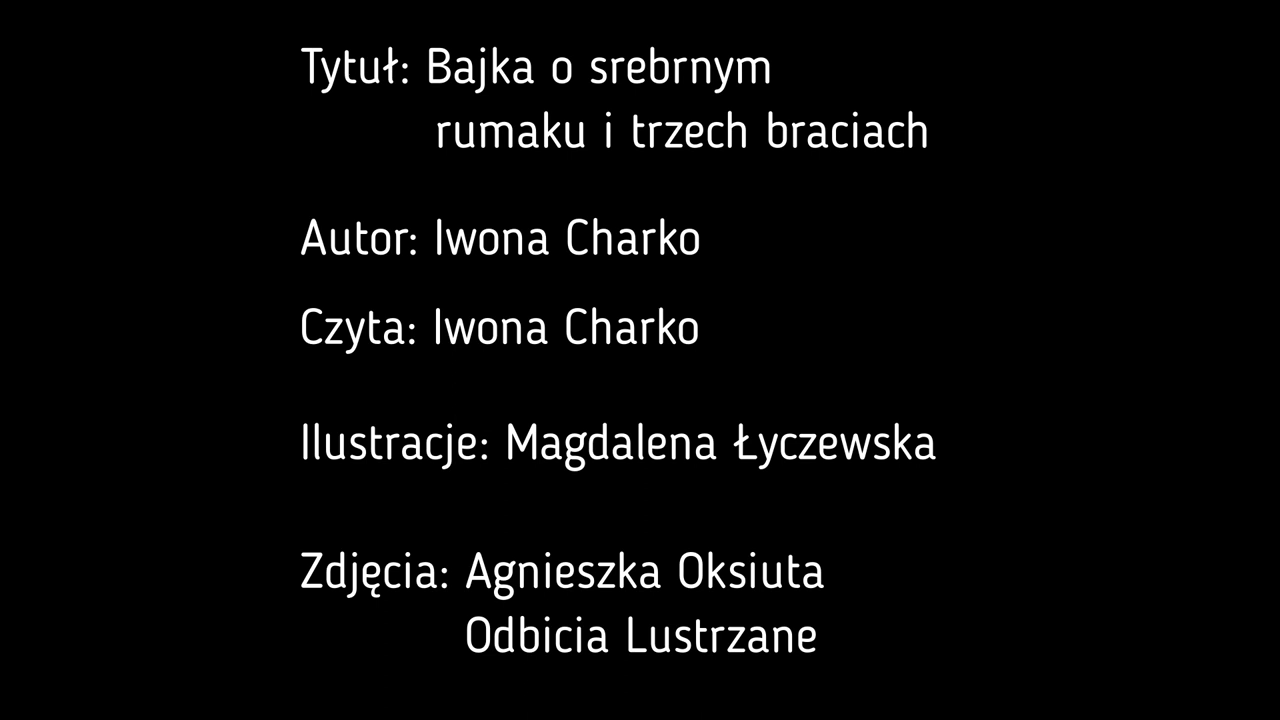 Tytuł: Bajka o srebrnym
rumaku i trzech braciach
Autor: Iwona Charko
Czyta: Iwona Charko
Ilustracje: Magdalena Łyczewska
Zdjęcia: Agnieszka Oksiuta
Odbicia Lustrzane